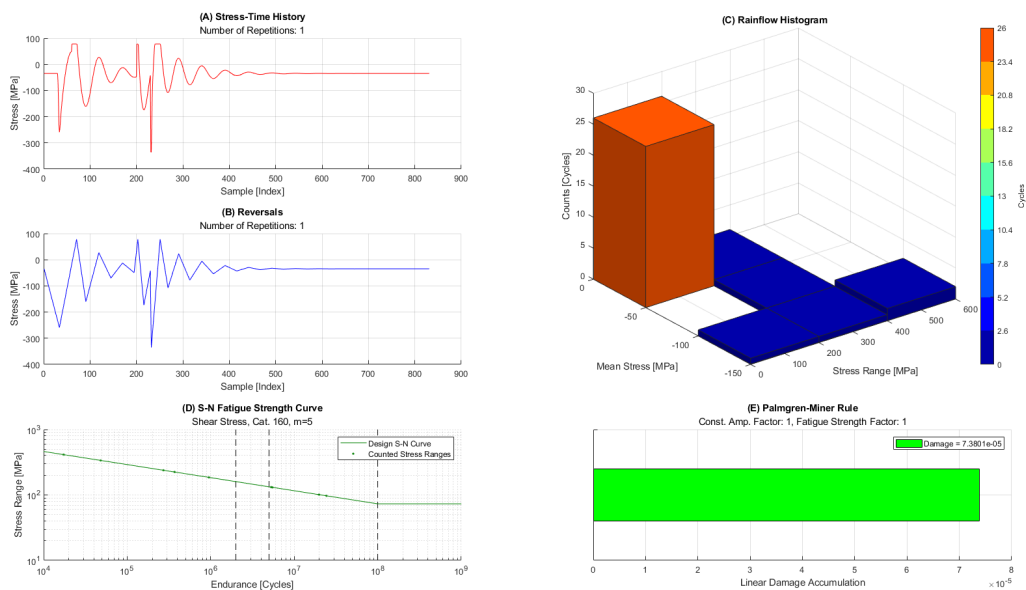 (A) Stress-Time History
Number of Repetitions: 1
Stress [MPa]
100
0
-100
-200
-300
-400
0 100 200 300 400 500 600 700 800 900
Sample [Index]
(B) Reversals
Number of Repetitions: 1
Stress [MPa]
100
0
-100
-200
-300
-400
0 100 200 300 400 500 600 700 800 900
Sample [Index]
(C) Rainflow Histogram
Counts [Cycles]
30
25
20
15
10
5
0
0
-50
-100
-150
Mean Stress [MPa]
0
100
200
300
400
500
600
Stress Range [MPa]
26
23.4
20.8
18.2
15.6
13
10.4
7.8
5.2
2.6
0
Cycles
(D) S-N Fatigue Strength Curve
Shear Stress, Cat. 160, m=5
Stress Range [MPa]
10³
10²
10¹
Design S-N Curve
Counted Stress Ranges
10⁴ 10⁵ 10⁶ 10⁷ 10⁸ 10⁹
Endurance [Cycles]
(E) Palmgren-Miner Rule
Const. Amp. Factor: 1, Fatigue Strength Factor: 1
Damage = 7.3801e-05
0 1 2 3 4 5 6 7 8
×10⁻⁵
Linear Damage Accumulation